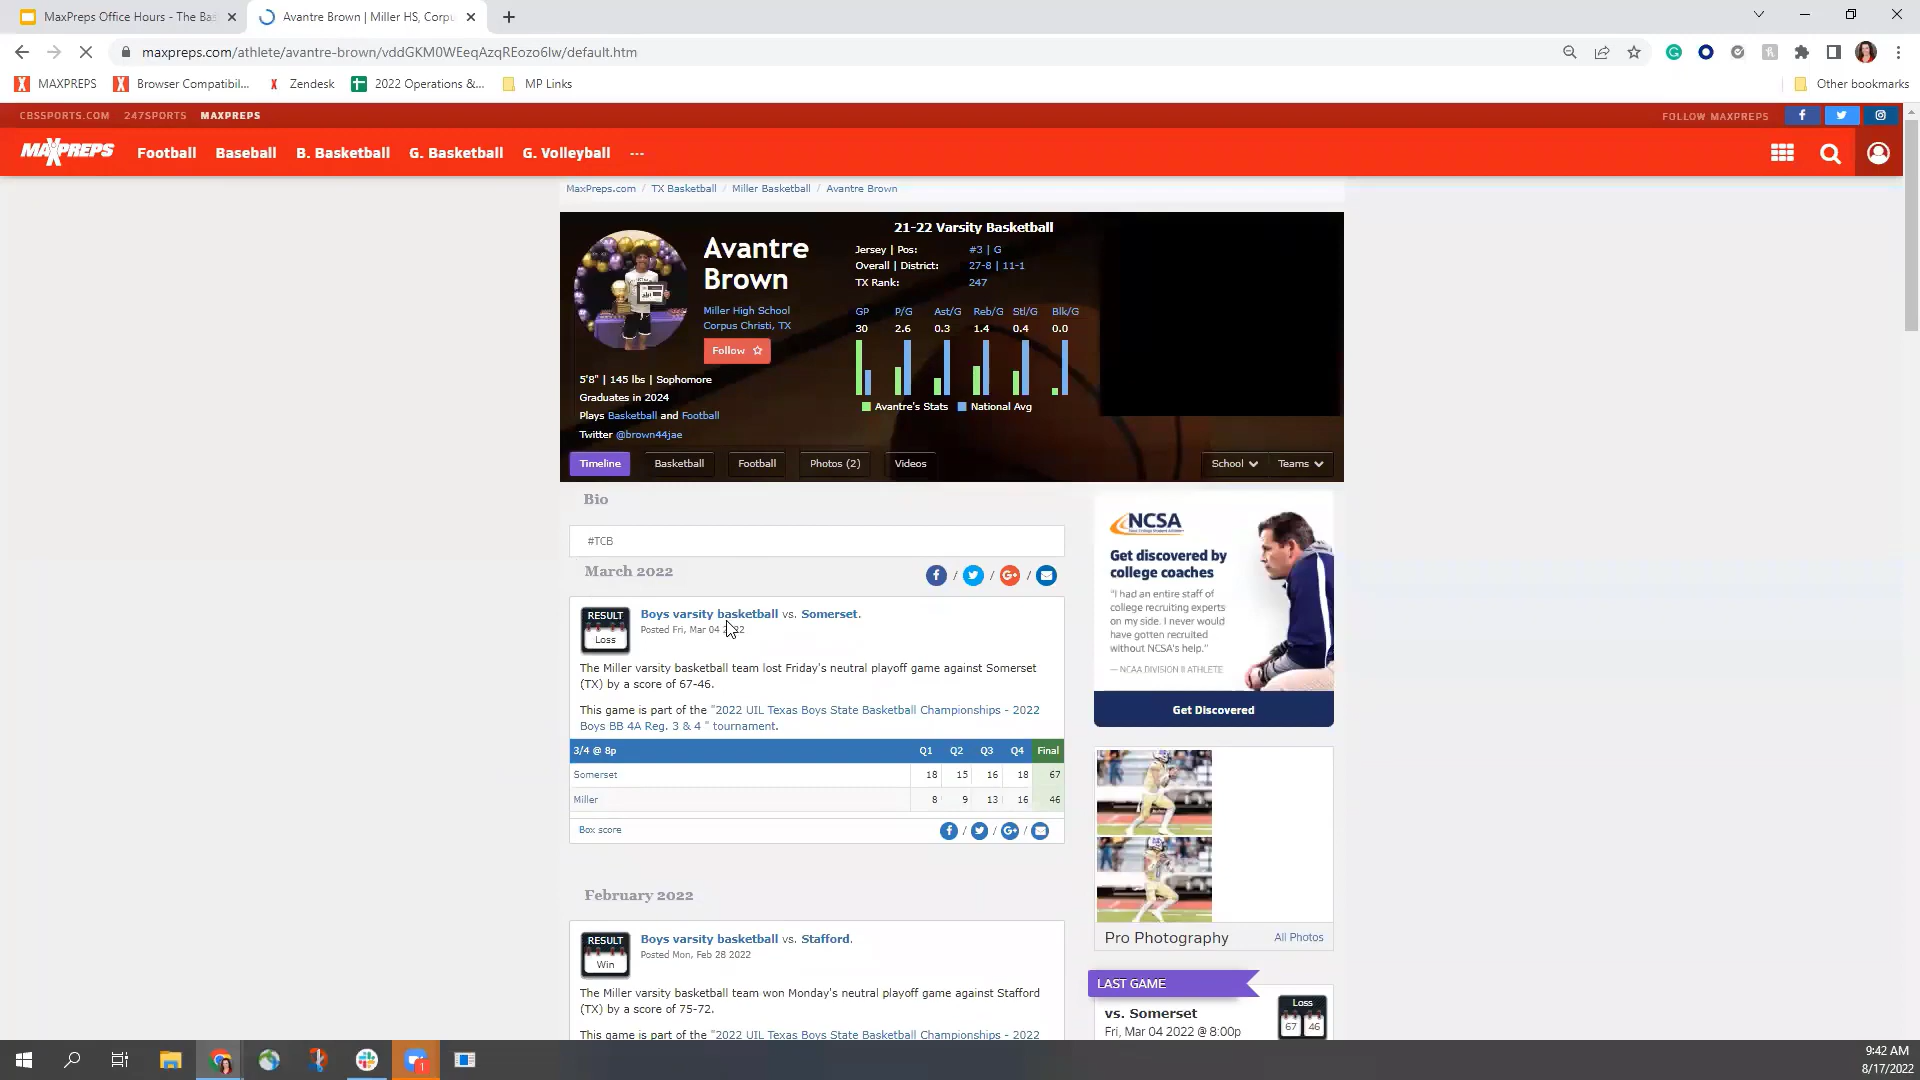 MaxPreps Office Hours - The Bas
Avantre Brown | Miller HS, Corpu
maxpreps.com/athlete/avantre-brown/vddGKM0WEeqAzqREozo6lw/default.htm
MAXPREPS
Browser Compatibil...
Zendesk
2022 Operations &...
MP Links
Other bookmarks
CBSSPORTS.COM 247SPORTS MAXPREPS
FOLLOW MAXPREPS
MAXPREPS Football Baseball B. Basketball G. Basketball G. Volleyball ...
MaxPreps.com / TX Basketball / Miller Basketball / Avantre Brown
Avantre
Brown
Miller High School
Corpus Christi, TX
Follow
5'8" | 145 lbs | Sophomore
Graduates in 2024
Plays Basketball and Football
Twitter @brown44jae
21-22 Varsity Basketball
Jersey | Pos: #3 | G
Overall | District: 27-8 | 11-1
TX Rank: 247
GP P/G Ast/G Reb/G Stl/G Blk/G
30 2.6 0.3 1.4 0.4 0.0
Avantre's Stats National Avg
Timeline Basketball Football Photos (2) Videos School Teams
Bio
#TCB
March 2022
RESULT
Loss
Boys varsity basketball vs. Somerset.
Posted Fri, Mar 04 2022
The Miller varsity basketball team lost Friday's neutral playoff game against Somerset
(TX) by a score of 67-46.
This game is part of the "2022 UIL Texas Boys State Basketball Championships - 2022
Boys BB 4A Reg. 3 & 4 " tournament.
3/4 @ 8p Q1 Q2 Q3 Q4 Final
Somerset 18 15 16 18 67
Miller 8 9 13 16 46
Box score
February 2022
RESULT
Win
Boys varsity basketball vs. Stafford.
Posted Mon, Feb 28 2022
The Miller varsity basketball team won Monday's neutral playoff game against Stafford
(TX) by a score of 75-72.
This game is part of the "2022 UIL Texas Boys State Basketball Championships - 2022
NCSA
Get discovered by
college coaches
"I had an entire staff of
college recruiting experts
on my side. I never would
have gotten recruited
without NCSA's help."
— NCAA DIVISION II ATHLETE
Get Discovered
Pro Photography All Photos
LAST GAME
vs. Somerset
Fri, Mar 04 2022 @ 8:00p
Loss
67 46
1
9:42 AM
8/17/2022